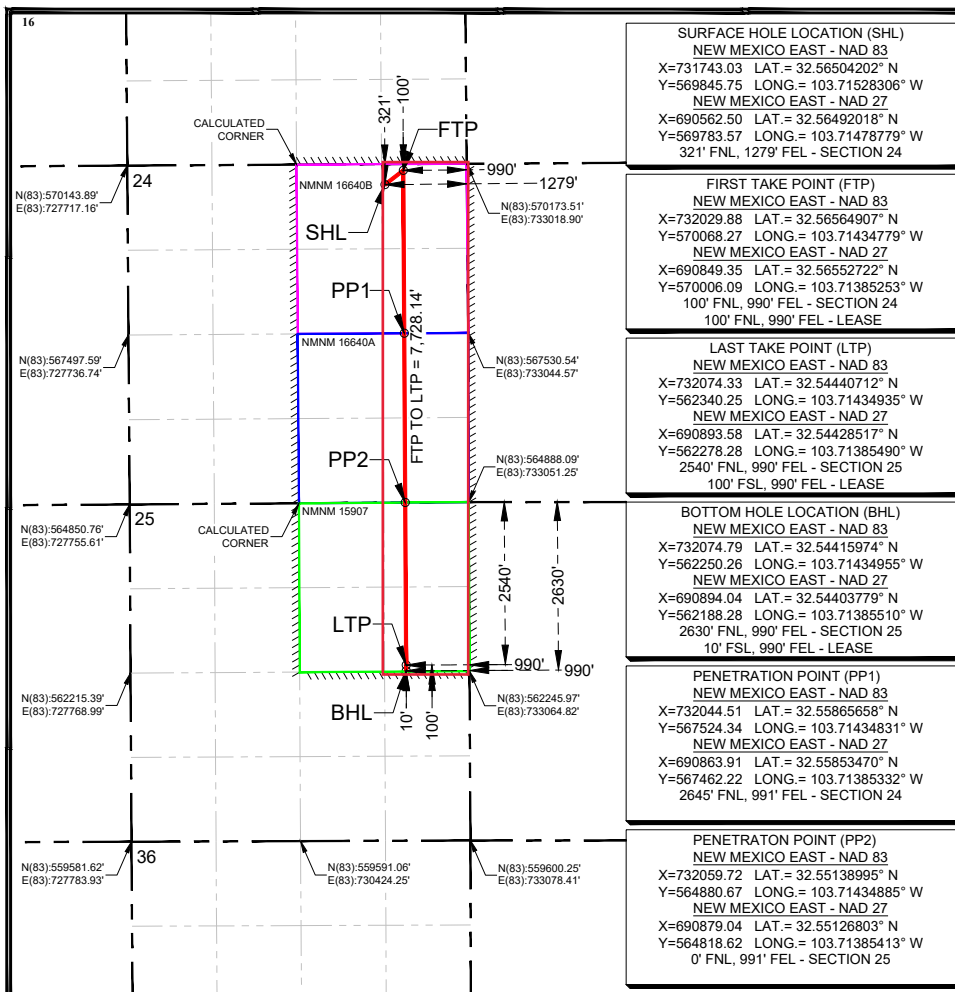 16
CALCULATED
CORNER
321'
100'
FTP
990'
1279'
24
N(83):570143.89'
E(83):727717.16'
NMNM 16640B
N(83):570173.51'
E(83):733018.90'
SHL
PP1
FTP TO LTP = 7,728.14'
NMNM 16640A
N(83):567497.59'
E(83):727736.74'
N(83):567530.54'
E(83):733044.57'
PP2
N(83):564888.09'
E(83):733051.25'
25
N(83):564850.76'
E(83):727755.61'
CALCULATED
CORNER
NMNM 15907
2540'
2630'
LTP
990'
990'
N(83):562215.39'
E(83):727768.99'
BHL
10'
100'
N(83):562245.97'
E(83):733064.82'
36
N(83):559581.62'
E(83):727783.93'
N(83):559591.06'
E(83):730424.25'
N(83):559600.25'
E(83):733078.41'
SURFACE HOLE LOCATION (SHL)
NEW MEXICO EAST - NAD 83
X=731743.03 LAT.= 32.56504202° N
Y=569845.75 LONG.= 103.71528306° W
NEW MEXICO EAST - NAD 27
X=690562.50 LAT.= 32.56492018° N
Y=569783.57 LONG.= 103.71478779° W
321' FNL, 1279' FEL - SECTION 24
FIRST TAKE POINT (FTP)
NEW MEXICO EAST - NAD 83
X=732029.88 LAT.= 32.56564907° N
Y=570068.27 LONG.= 103.71434779° W
NEW MEXICO EAST - NAD 27
X=690849.35 LAT.= 32.56552722° N
Y=570006.09 LONG.= 103.71385253° W
100' FNL, 990' FEL - SECTION 24
100' FNL, 990' FEL - LEASE
LAST TAKE POINT (LTP)
NEW MEXICO EAST - NAD 83
X=732074.33 LAT.= 32.54440712° N
Y=562340.25 LONG.= 103.71434935° W
NEW MEXICO EAST - NAD 27
X=690893.58 LAT.= 32.54428517° N
Y=562278.28 LONG.= 103.71385490° W
2540' FNL, 990' FEL - SECTION 25
100' FSL, 990' FEL - LEASE
BOTTOM HOLE LOCATION (BHL)
NEW MEXICO EAST - NAD 83
X=732074.79 LAT.= 32.54415974° N
Y=562250.26 LONG.= 103.71434955° W
NEW MEXICO EAST - NAD 27
X=690894.04 LAT.= 32.54403779° N
Y=562188.28 LONG.= 103.71385510° W
2630' FNL, 990' FEL - SECTION 25
10' FSL, 990' FEL - LEASE
PENETRATION POINT (PP1)
NEW MEXICO EAST - NAD 83
X=732044.51 LAT.= 32.55865658° N
Y=567524.34 LONG.= 103.71434831° W
NEW MEXICO EAST - NAD 27
X=690863.91 LAT.= 32.55853470° N
Y=567462.22 LONG.= 103.71385332° W
2645' FNL, 991' FEL - SECTION 24
PENETRATON POINT (PP2)
NEW MEXICO EAST - NAD 83
X=732059.72 LAT.= 32.55138995° N
Y=564880.67 LONG.= 103.71434885° W
NEW MEXICO EAST - NAD 27
X=690879.04 LAT.= 32.55126803° N
Y=564818.62 LONG.= 103.71385413° W
0' FNL, 991' FEL - SECTION 25